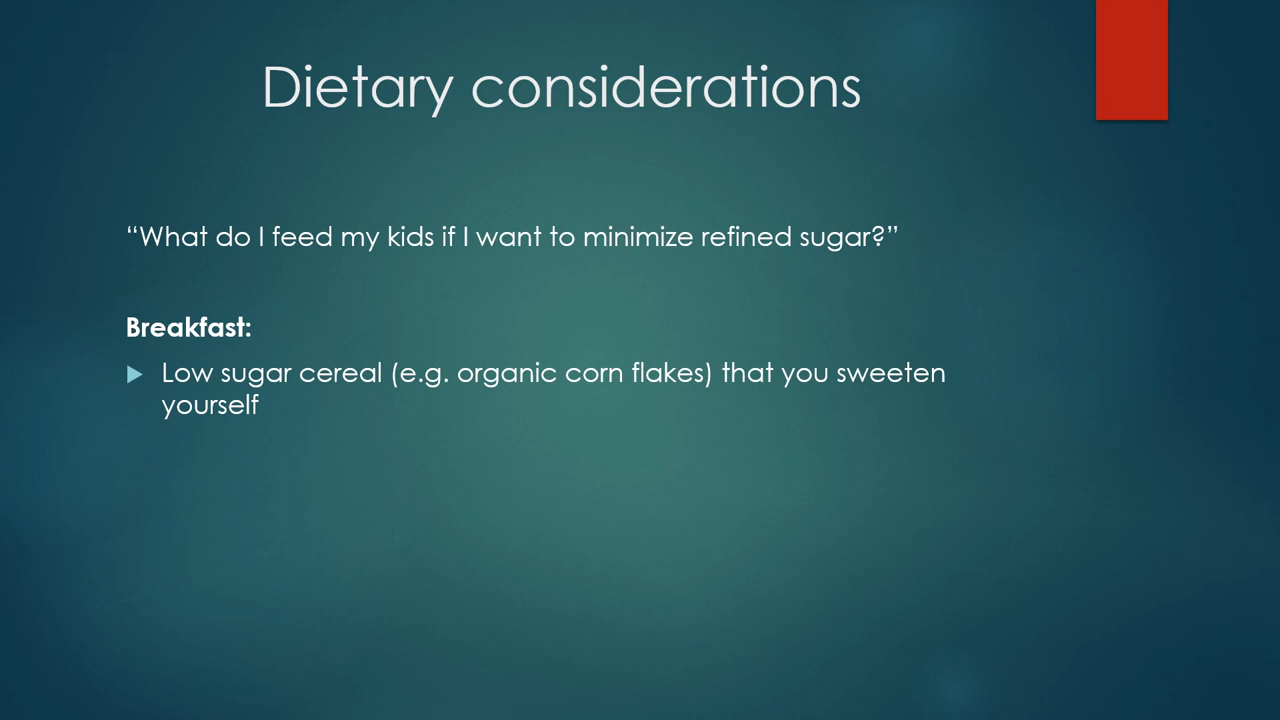 Dietary considerations
“What do I feed my kids if I want to minimize refined sugar?”
Breakfast:
Low sugar cereal (e.g. organic corn flakes) that you sweeten
yourself